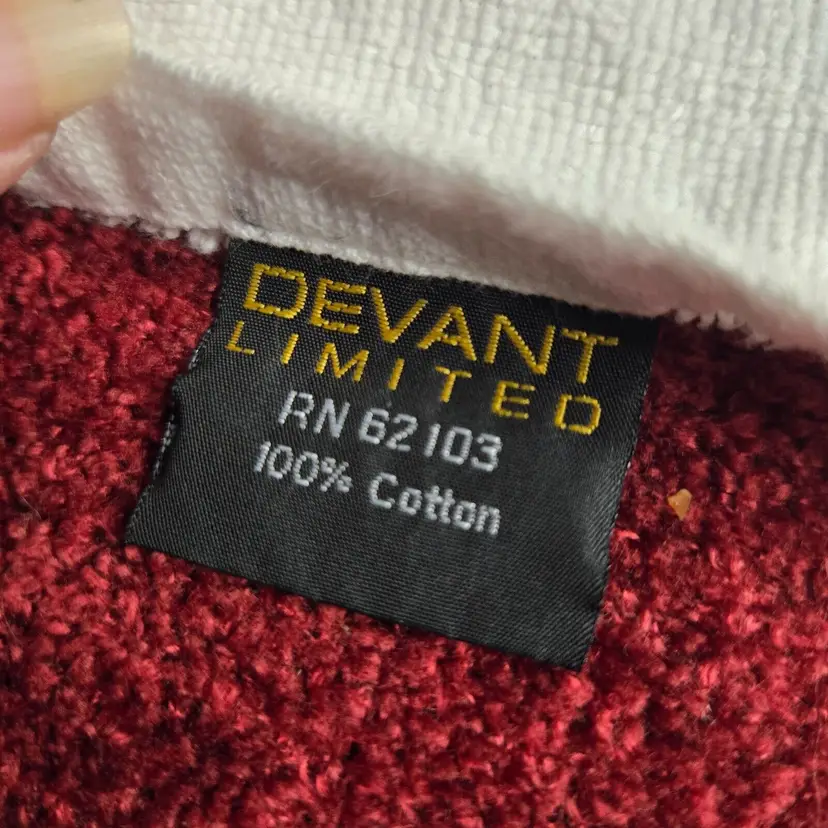 DEVANT
LIMITED
RN 62103
100% Cotton